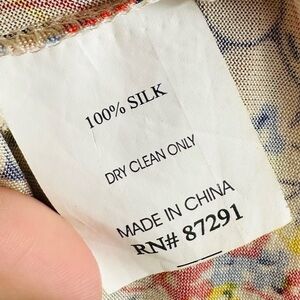 100% SILK
DRY CLEAN ONLY
MADE IN CHINA
RN# 87291